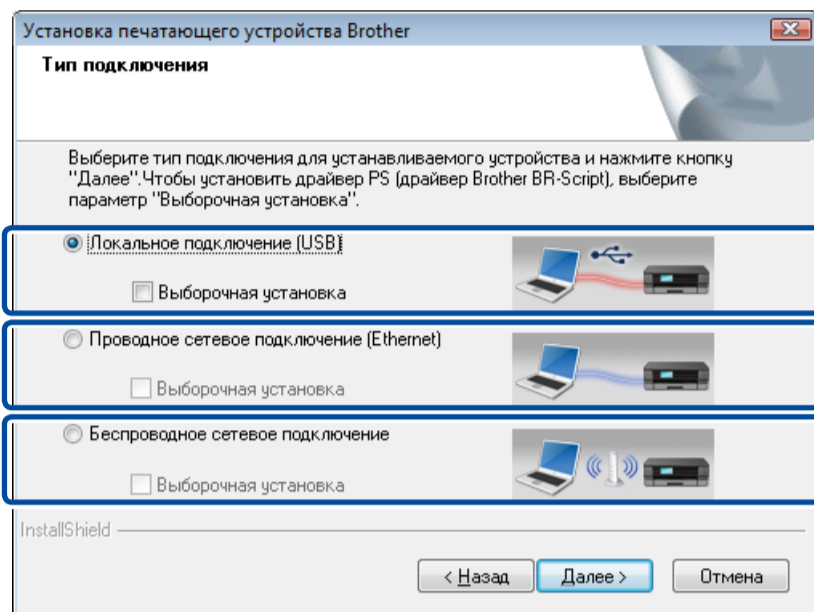 Установка печатающего устройства Brother
Тип подключения
Выберите тип подключения для устанавливаемого устройства и нажмите кнопку
"Далее".Чтобы установить драйвер PS (драйвер Brother BR-Script), выберите
параметр "Выборочная установка".
Локальное подключение (USB)
Выборочная установка
Проводное сетевое подключение (Ethernet)
Выборочная установка
Беспроводное сетевое подключение
Выборочная установка
InstallShield
< Назад Далее > Отмена